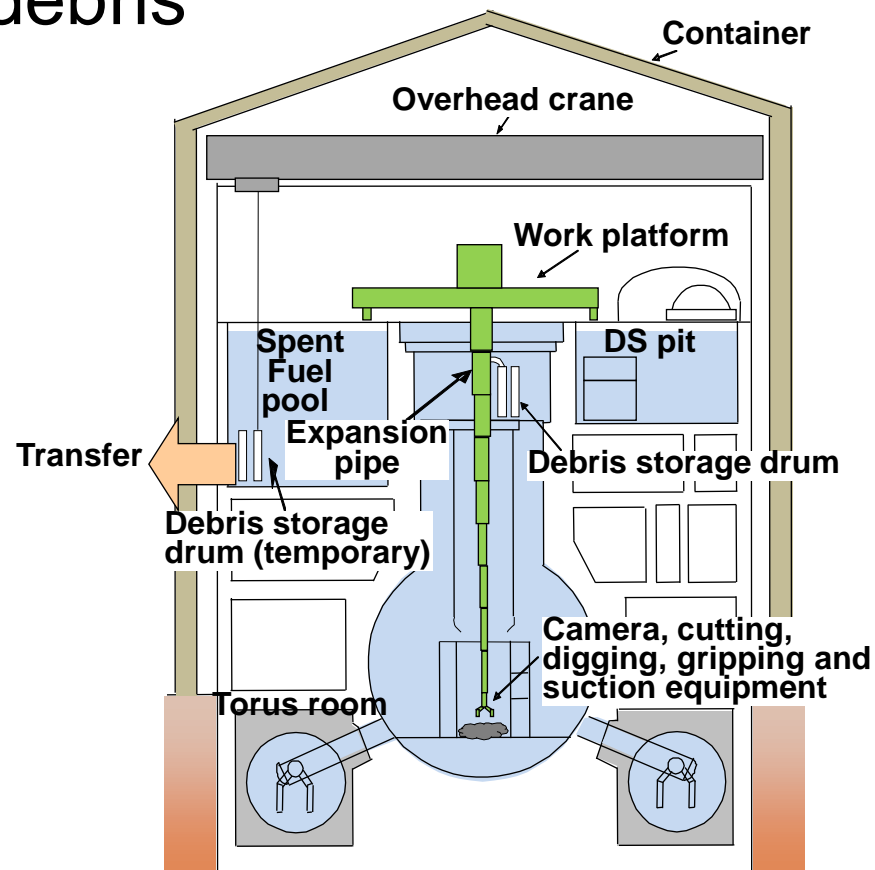 debris
Container
Overhead crane
Work platform
Spent
Fuel
pool
DS pit
Expansion
pipe
Transfer
Debris storage drum
Debris storage
drum (temporary)
Camera, cutting,
digging, gripping and
suction equipment
Torus room